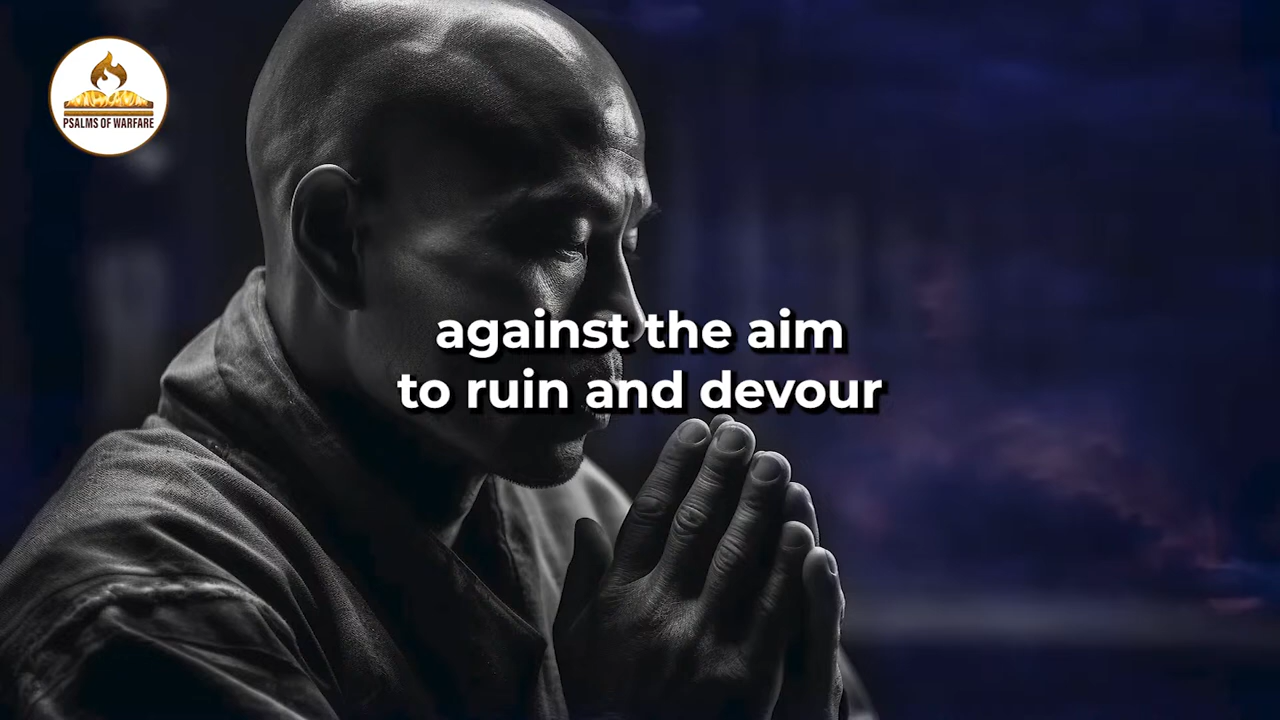 PSALMS OF WARFARE
against the aim
to ruin and devour